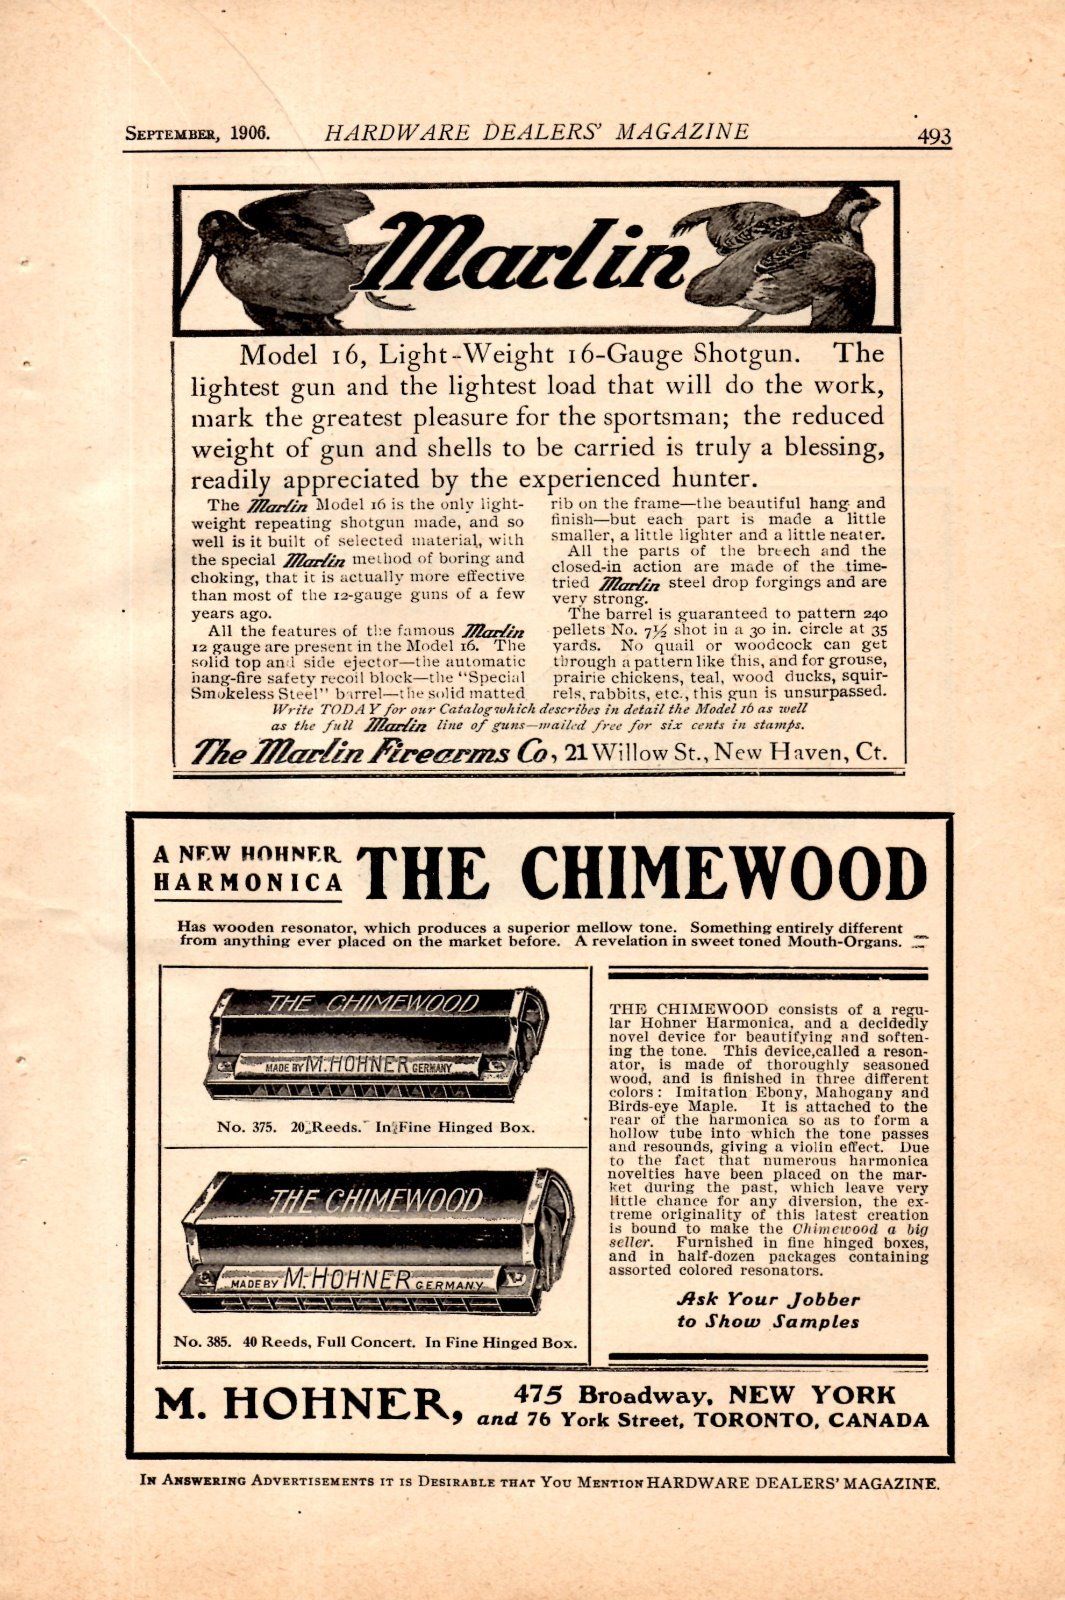 SEPTEMBER, 1906. HARDWARE DEALERS' MAGAZINE 493
Marlin
Model 16, Light-Weight 16-Gauge Shotgun. The
lightest gun and the lightest load that will do the work,
mark the greatest pleasure for the sportsman; the reduced
weight of gun and shells to be carried is truly a blessing,
readily appreciated by the experienced hunter.
The Marlin Model 16 is the only light-
weight repeating shotgun made, and so
well is it built of selected material, with
the special Marlin method of boring and
choking, that it is actually more effective
than most of the 12-gauge guns of a few
years ago.
All the features of the famous Marlin
12 gauge are present in the Model 16. The
solid top and side ejector—the automatic
hang-fire safety recoil block—the "Special
Smokeless Steel" barrel—the solid matted
rib on the frame—the beautiful hang and
finish—but each part is made a little
smaller, a little lighter and a little neater.
All the parts of the breech and the
closed-in action are made of the time-
tried Marlin steel drop forgings and are
very strong.
The barrel is guaranteed to pattern 240
pellets No. 7½ shot in a 30 in. circle at 35
yards. No quail or woodcock can get
through a pattern like this, and for grouse,
prairie chickens, teal, wood ducks, squir-
rels, rabbits, etc., this gun is unsurpassed.
Write TODAY for our Catalog which describes in detail the Model 16 as well
as the full Marlin line of guns—mailed free for six cents in stamps.
The Marlin Firearms Co, 21 Willow St., New Haven, Ct.
A NEW HOHNER
HARMONICA
THE CHIMEWOOD
Has wooden resonator, which produces a superior mellow tone. Something entirely different
from anything ever placed on the market before. A revelation in sweet toned Mouth-Organs.
THE CHIMEWOOD
MADE BY M. HOHNER GERMANY
No. 375. 20 Reeds. In Fine Hinged Box.
THE CHIMEWOOD
MADE BY M. HOHNER GERMANY
No. 385. 40 Reeds, Full Concert. In Fine Hinged Box.
THE CHIMEWOOD consists of a regu-
lar Hohner Harmonica, and a decidedly
novel device for beautifying and soften-
ing the tone. This device, called a reson-
ator, is made of thoroughly seasoned
wood, and is finished in three different
colors: Imitation Ebony, Mahogany and
Birds-eye Maple. It is attached to the
rear of the harmonica so as to form a
hollow tube into which the tone passes
and resounds, giving a violin effect. Due
to the fact that numerous harmonica
novelties have been placed on the mar-
ket during the past, which leave very
little chance for any diversion, the ex-
treme originality of this latest creation
is bound to make the Chimewood a big
seller. Furnished in fine hinged boxes,
and in half-dozen packages containing
assorted colored resonators.
Ask Your Jobber
to Show Samples
M. HOHNER, 475 Broadway, NEW YORK
and 76 York Street, TORONTO, CANADA
IN ANSWERING ADVERTISEMENTS IT IS DESIRABLE THAT YOU MENTION HARDWARE DEALERS' MAGAZINE.